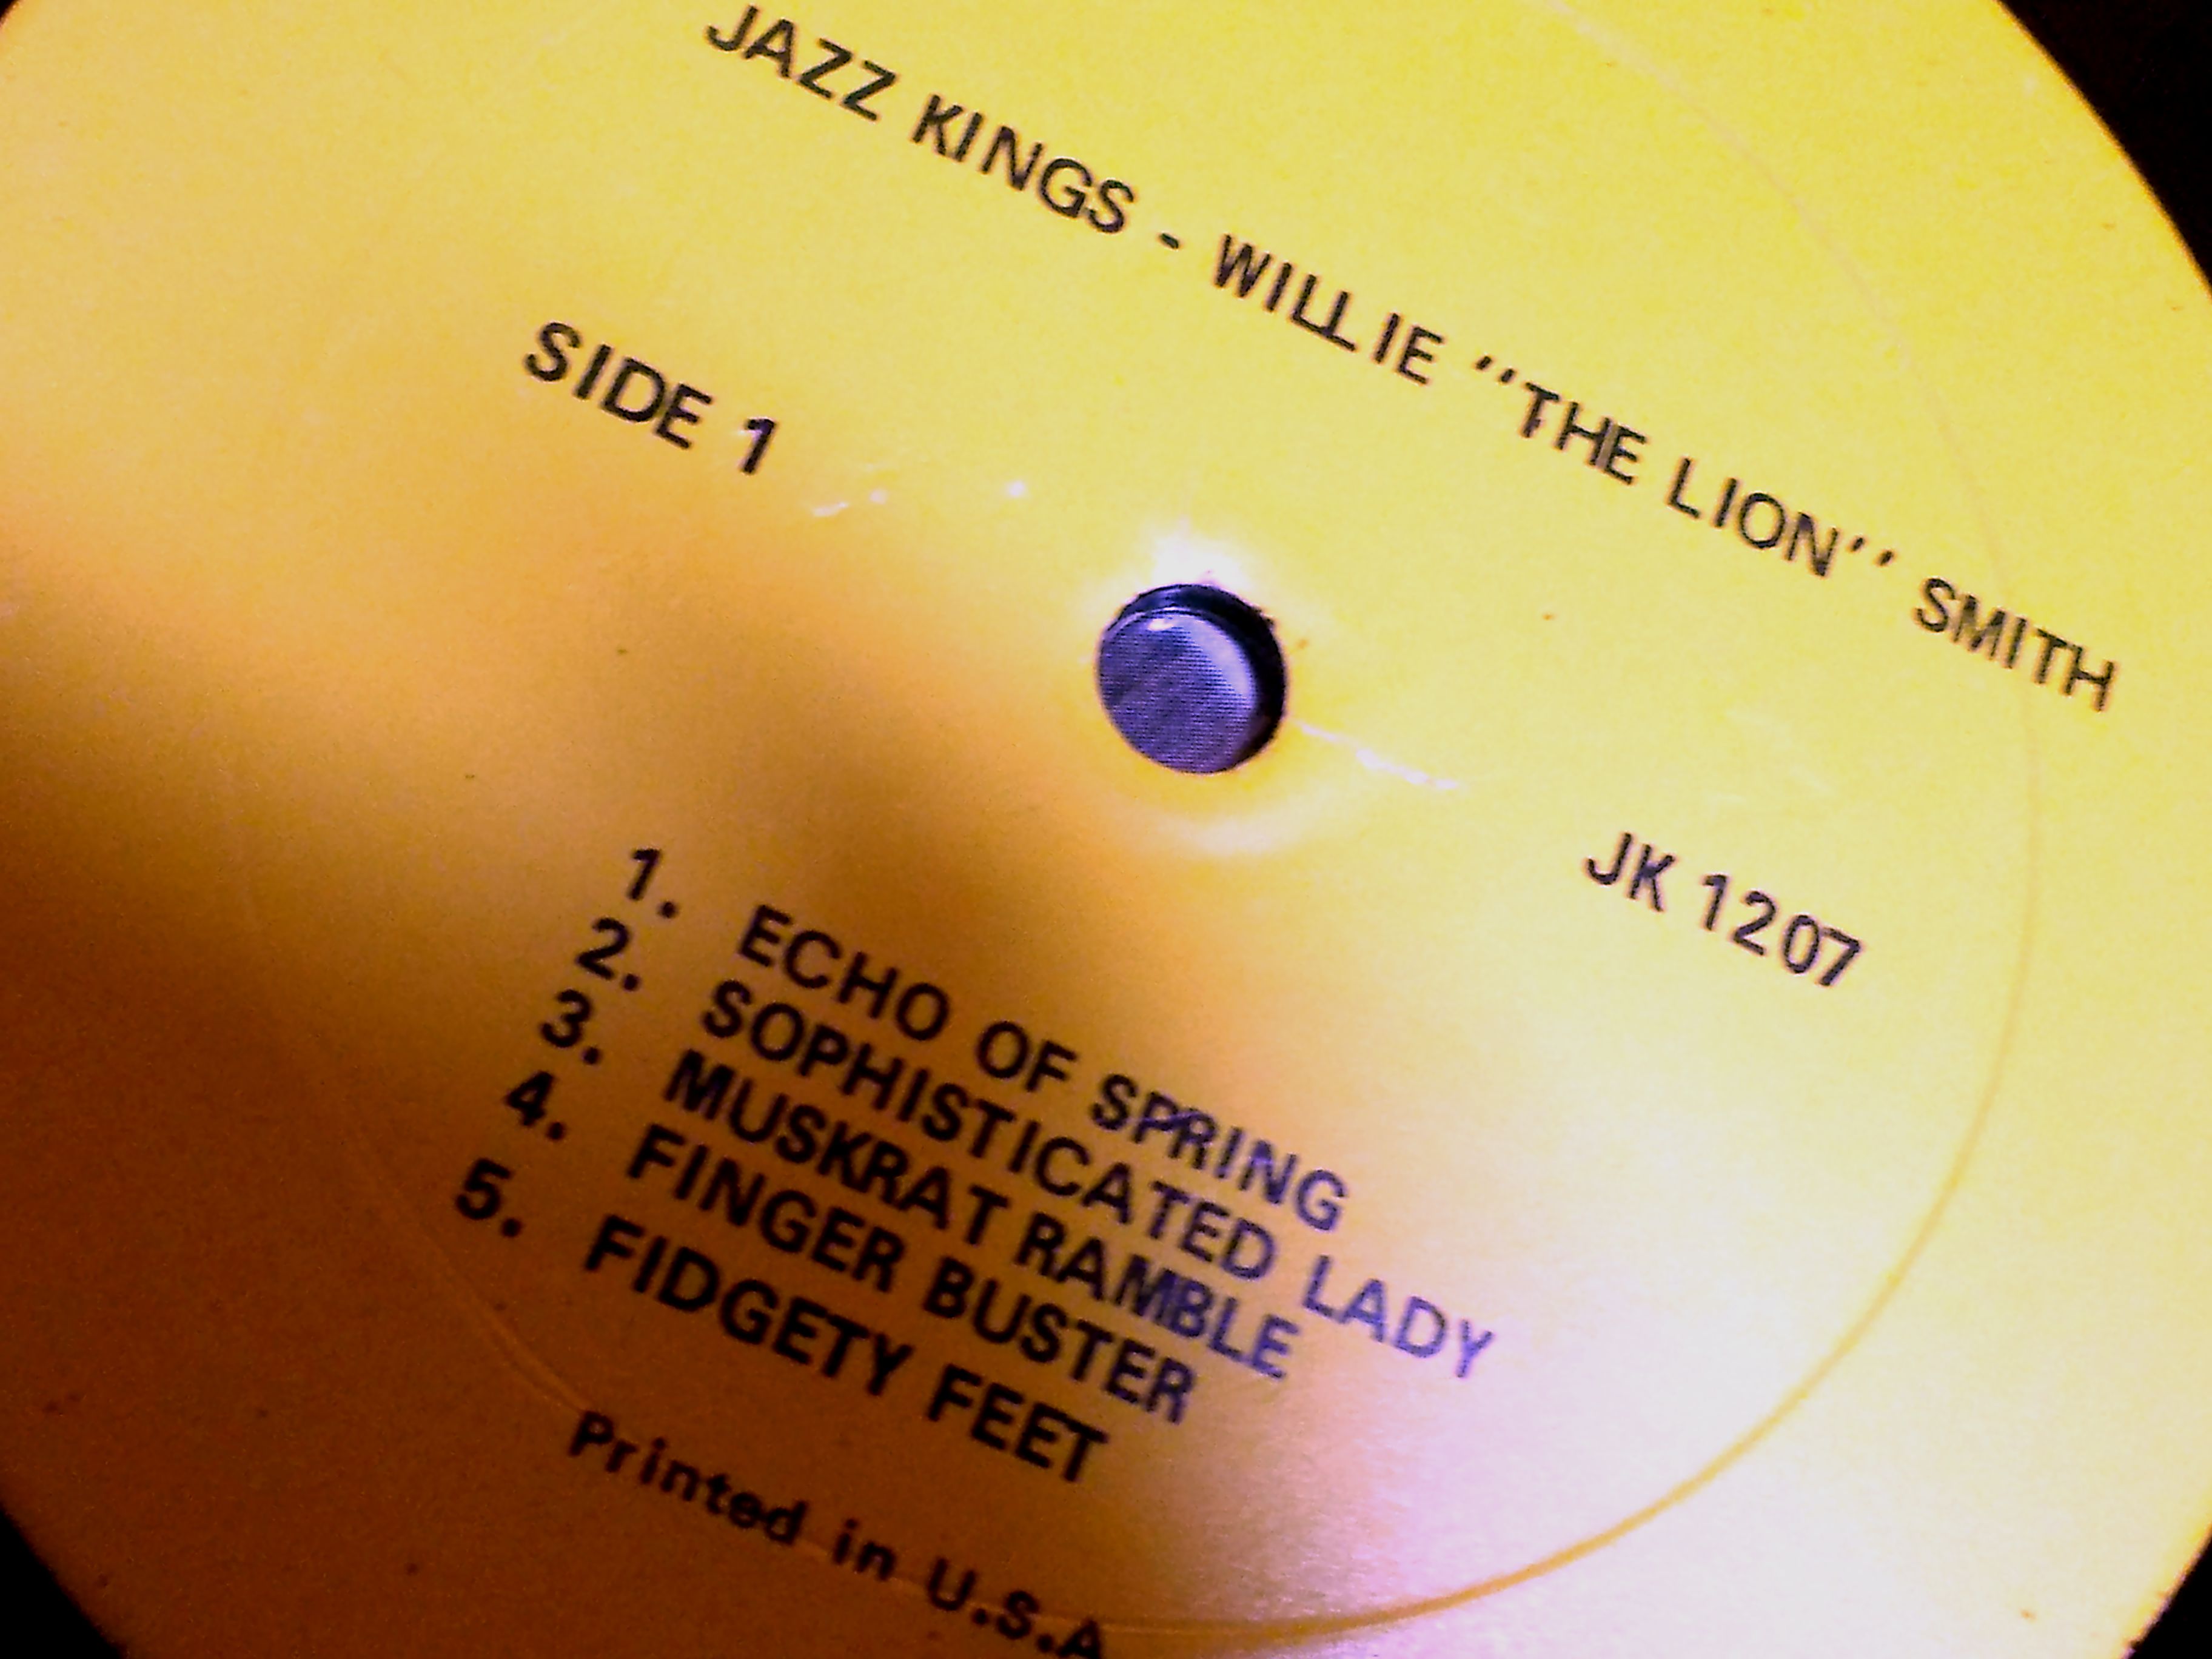 JAZZ KINGS - WILLIE "THE LION" SMITH
SIDE 1
JK 1207
1. ECHO OF SPRING
2. SOPHISTICATED LADY
3. MUSKRAT RAMBLE
4. FINGER BUSTER
5. FIDGETY FEET
Printed in U.S.A